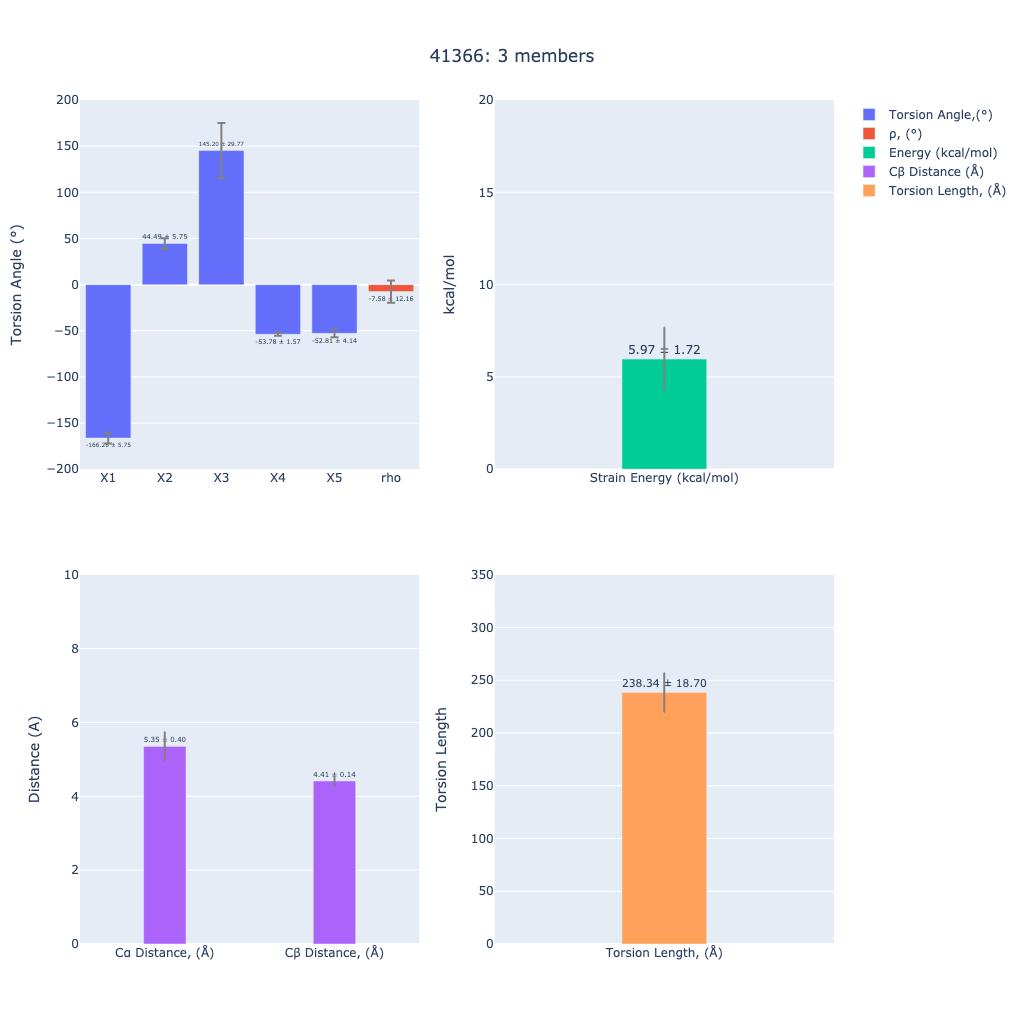 41366: 3 members
Torsion Angle (°)
200
150
100
50
0
−50
−100
−150
−200
145.20 ± 29.77
44.49 ± 5.75
-7.58 ± 12.16
-53.78 ± 1.57
-52.81 ± 4.14
-166.28 ± 5.75
X1 X2 X3 X4 X5 rho
kcal/mol
20
15
10
5
0
5.97 ± 1.72
Strain Energy (kcal/mol)
Torsion Angle,(°)
ρ, (°)
Energy (kcal/mol)
Cβ Distance (Å)
Torsion Length, (Å)
Distance (A)
10
8
6
4
2
0
5.35 ± 0.40
4.41 ± 0.14
Cα Distance, (Å) Cβ Distance, (Å)
Torsion Length
350
300
250
200
150
100
50
0
238.34 ± 18.70
Torsion Length, (Å)